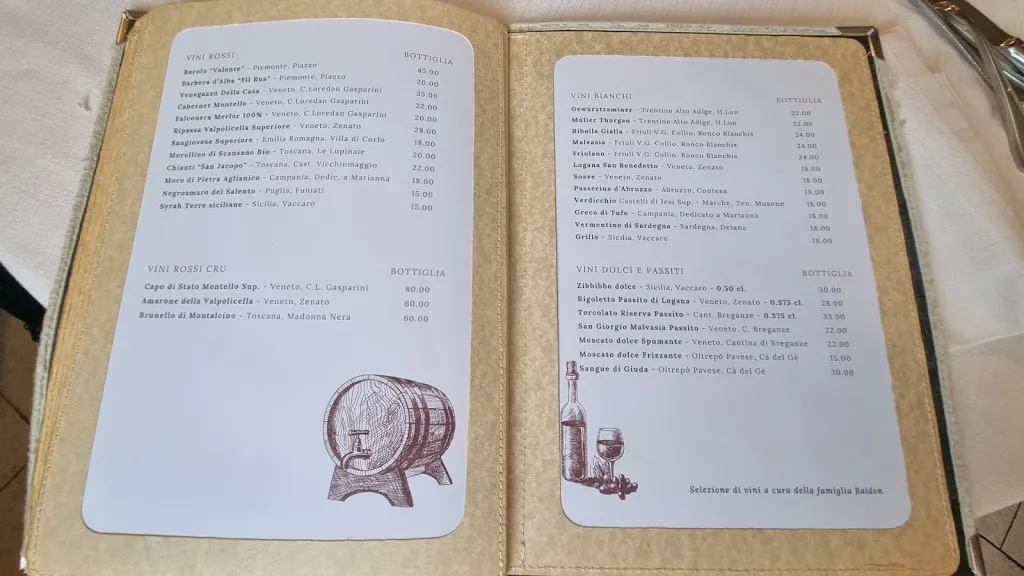 VINI ROSSI BOTTIGLIA
Barolo "Valente" - Piemonte, Piazzo 45.00
Barbera d'Alba "Fil Rus" - Piemonte, Piazzo 20.00
Venegazzù Della Casa - Veneto, C.Loredan Gasparini 35.00
Cabernet Montello - Veneto, C.Loredan Gasparini 22.00
Falconera Merlor 100% - Veneto, C.Loredan Gasparini 20.00
Ripassa Valpolicella Superiore - Veneto, Zenato 28.00
Sangiovese Superiore - Emilia Romagna, Villa di Corlo 18.00
Morellino di Scansano Bio - Toscana, Le Lupinaie 20.00
Chianti "San Jacopo" - Toscana, Cast. Vicchiomaggio 22.00
Moro di Pietra Aglianico - Campania, Dedic. a Marianna 18.00
Negroamaro del Salento - Puglia, Funiati 15.00
Syrah Terre siciliane - Sicilia, Vaccaro 15.00
VINI ROSSI CRU BOTTIGLIA
Capo di Stato Montello Sup. - Veneto, C.L. Gasparini 80.00
Amarone della Valpolicella - Veneto, Zenato 60.00
Brunello di Montalcino - Toscana, Madonna Nera 60.00
VINI BIANCHI BOTTIGLIA
Gewürztraminer - Trentino Alto Adige, H.Lun 22.00
Müller Thurgau - Trentino Alto Adige, H.Lun 22.00
Ribolla Gialla - Friuli V.G. Collio, Ronco Blanchis 24.00
Malvasia - Friuli V.G. Collio, Ronco Blanchis 24.00
Friulano - Friuli V.G. Collio, Ronco Blanchis 24.00
Lugana San Benedetto - Veneto, Zenato 18.00
Soave - Veneto, Zenato 18.00
Passerina d'Abruzzo - Abruzzo, Contesa 18.00
Verdicchio Castelli di Iesi Sup. - Marche, Ten. Musone 18.00
Greco di Tufo - Campania, Dedicato a Marianna 18.00
Vermentino di Sardegna - Sardegna, Deiana 18.00
Grillo - Sicilia, Vaccaro 18.00
VINI DOLCI E PASSITI BOTTIGLIA
Zibbibbo dolce - Sicilia, Vaccaro - 0.50 cl. 30.00
Rigoletto Passito di Lugana - Veneto, Zenato - 0.375 cl. 28.00
Torcolato Riserva Passito - Cant. Breganze - 0.375 cl. 33.00
San Giorgio Malvasia Passito - Veneto, C. Breganze 22.00
Moscato dolce Spumante - Veneto, Cantina di Breganze 22.00
Moscato dolce Frizzante - Oltrepò Pavese, Cà del Gè 15.00
Sangue di Giuda - Oltrepò Pavese, Cà del Gè 30.00
Selezione di vini a cura della famiglia Baldon